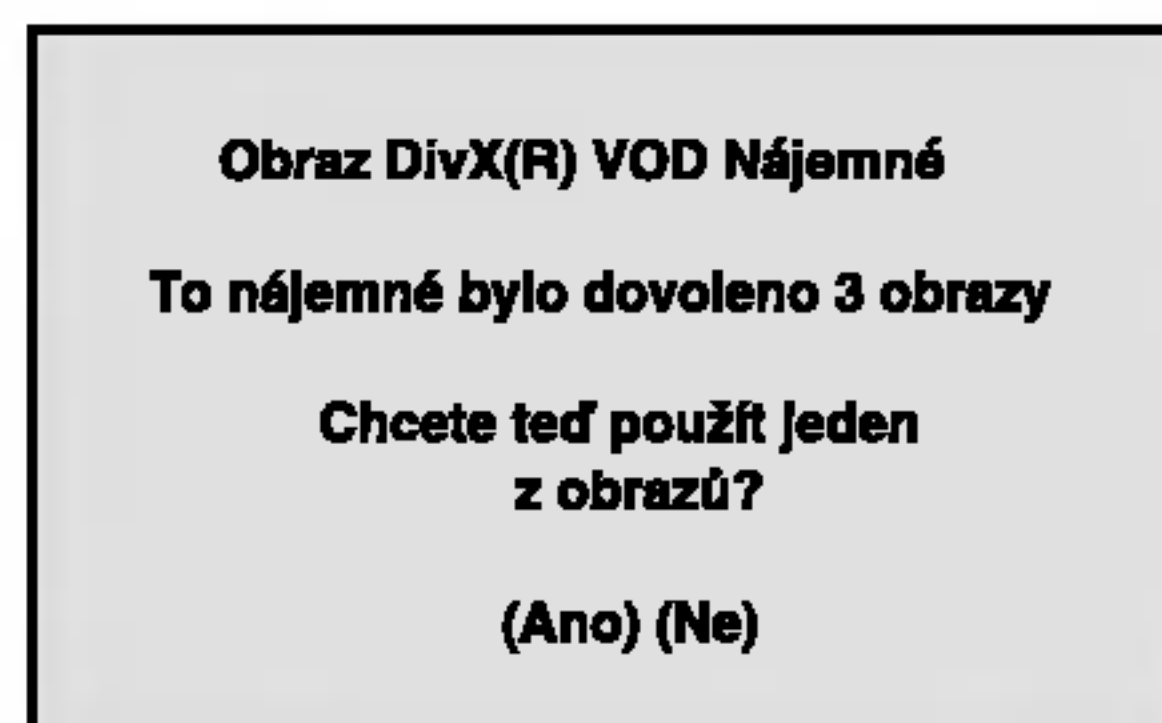 Obraz DivX(R) VOD Nájemné
To nájemné bylo dovoleno 3 obrazy
Chcete teď použít jeden
z obrazů?
(Ano) (Ne)